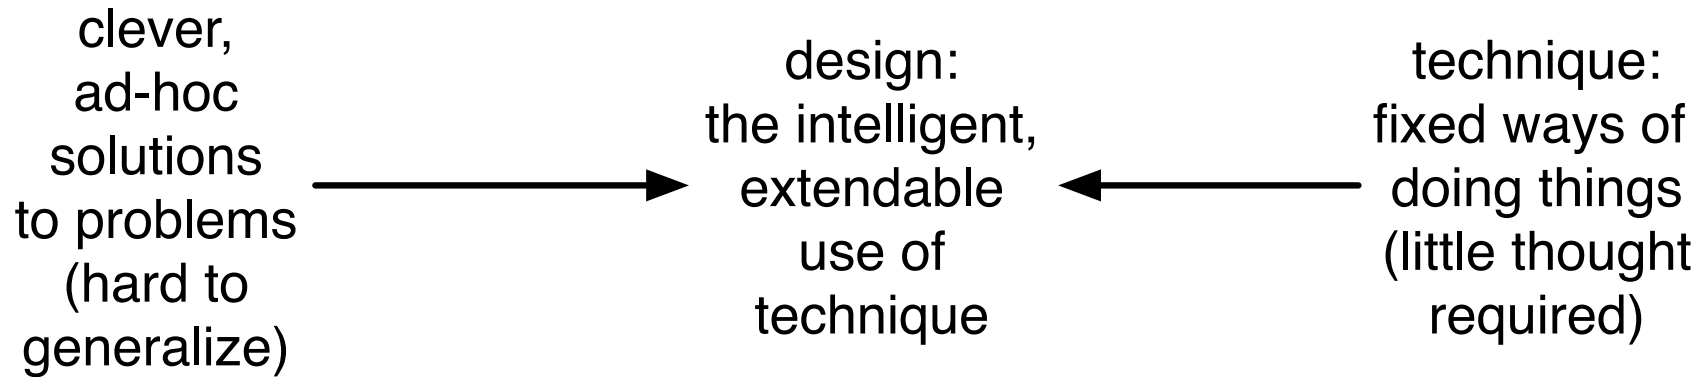 clever,
ad-hoc
solutions
to problems
(hard to
generalize)
design:
the intelligent,
extendable
use of
technique
technique:
fixed ways of
doing things
(little thought
required)